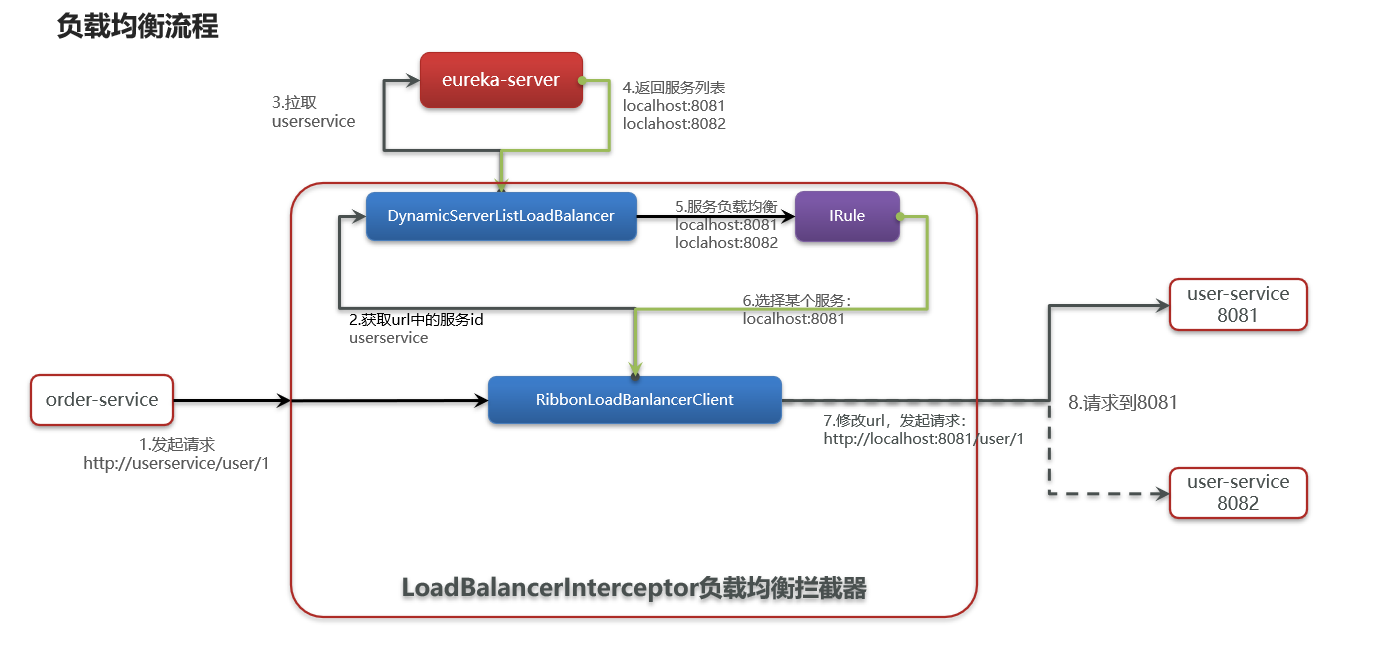 负载均衡流程
eureka-server
3.拉取
userservice
4.返回服务列表
localhost:8081
loclahost:8082
DynamicServerListLoadBalancer
5.服务负载均衡
localhost:8081
loclahost:8082
IRule
2.获取url中的服务id
userservice
6.选择某个服务：
localhost:8081
user-service
8081
order-service
1.发起请求
http://userservice/user/1
RibbonLoadBanlancerClient
7.修改url，发起请求：
http://localhost:8081/user/1
8.请求到8081
user-service
8082
LoadBalancerInterceptor负载均衡拦截器